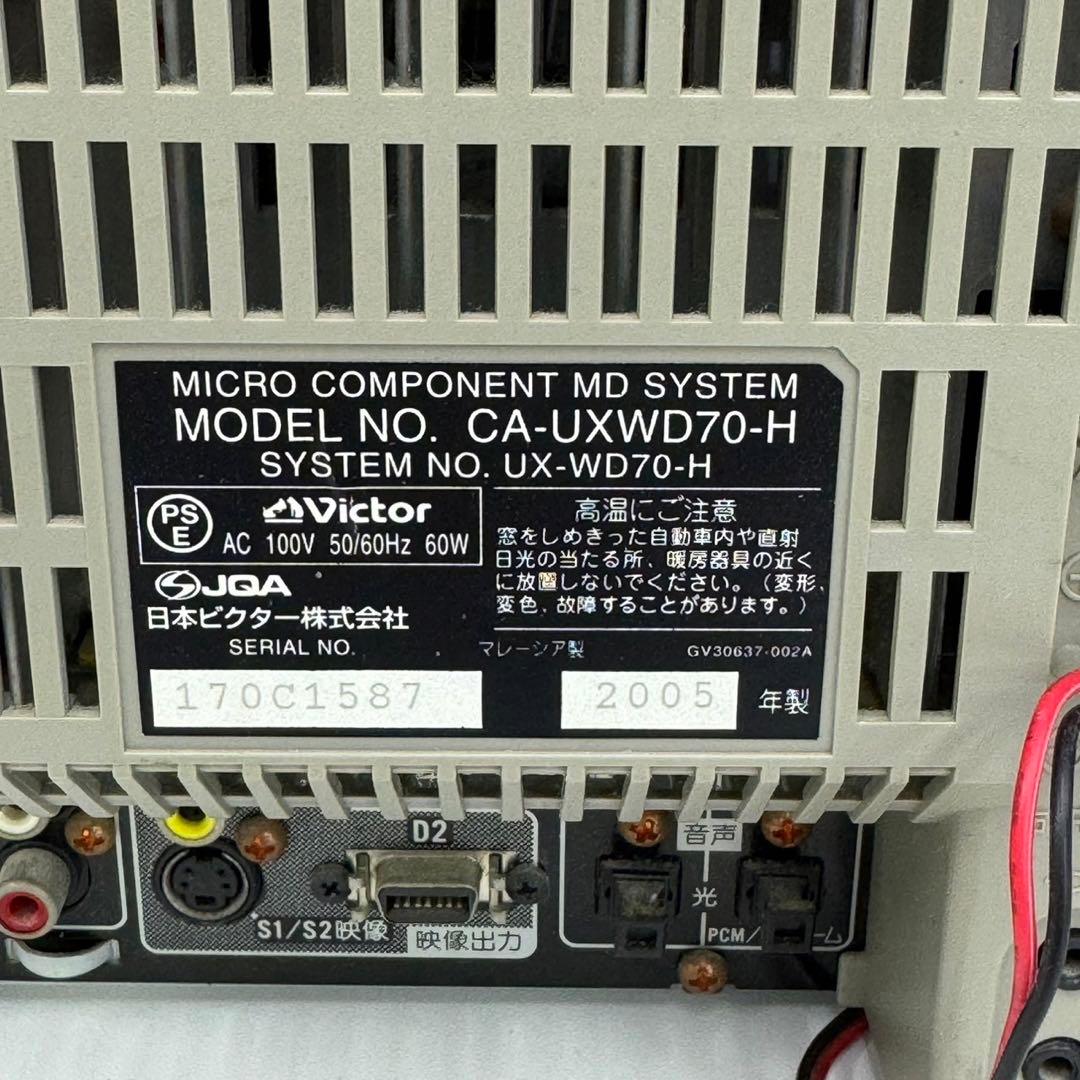 MICRO COMPONENT MD SYSTEM
MODEL NO. CA-UXWD70-H
SYSTEM NO. UX-WD70-H
PS
E
Victor
AC 100V 50/60Hz 60W
JQA
日本ビクター株式会社
SERIAL NO.
170C1587
高温にご注意
窓をしめきった自動車内や直射
日光の当たる所、暖房器具の近く
に放置しないでください。(変形、
変色、故障することがあります。)
マレーシア製
GV30637-002A
2005 年製
D2
S1/S2映像
映像出力
音声
光
PCM/
ーム